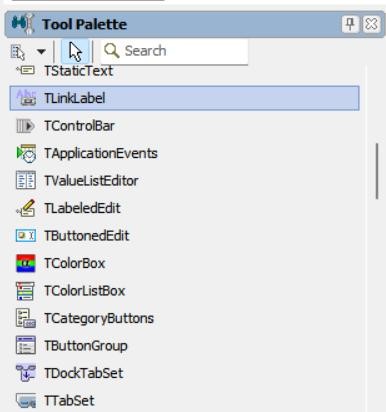 Tool Palette
Search
TStaticText
TLinkLabel
TControlBar
TApplicationEvents
TValueListEditor
TLabeledEdit
TButtonedEdit
TColorBox
TColorListBox
TCategoryButtons
TButtonGroup
TDockTabSet
TTabSet